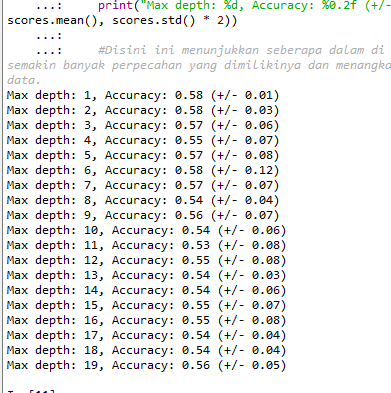 ...:     print("Max depth: %d, Accuracy: %0.2f (+/-
scores.mean(), scores.std() * 2))
...:
...:     #Disini ini menunjukkan seberapa dalam di
semakin banyak perpecahan yang dimilikinya dan menangka
data.
Max depth: 1, Accuracy: 0.58 (+/- 0.01)
Max depth: 2, Accuracy: 0.58 (+/- 0.03)
Max depth: 3, Accuracy: 0.57 (+/- 0.06)
Max depth: 4, Accuracy: 0.55 (+/- 0.07)
Max depth: 5, Accuracy: 0.57 (+/- 0.08)
Max depth: 6, Accuracy: 0.58 (+/- 0.12)
Max depth: 7, Accuracy: 0.57 (+/- 0.07)
Max depth: 8, Accuracy: 0.54 (+/- 0.04)
Max depth: 9, Accuracy: 0.56 (+/- 0.07)
Max depth: 10, Accuracy: 0.54 (+/- 0.06)
Max depth: 11, Accuracy: 0.53 (+/- 0.08)
Max depth: 12, Accuracy: 0.55 (+/- 0.08)
Max depth: 13, Accuracy: 0.54 (+/- 0.03)
Max depth: 14, Accuracy: 0.54 (+/- 0.06)
Max depth: 15, Accuracy: 0.55 (+/- 0.07)
Max depth: 16, Accuracy: 0.55 (+/- 0.08)
Max depth: 17, Accuracy: 0.54 (+/- 0.04)
Max depth: 18, Accuracy: 0.54 (+/- 0.04)
Max depth: 19, Accuracy: 0.56 (+/- 0.05)